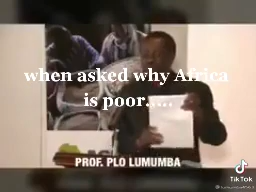 when asked why Africa
is poor.....
PROF. PLO LUMUMBA
TikTok